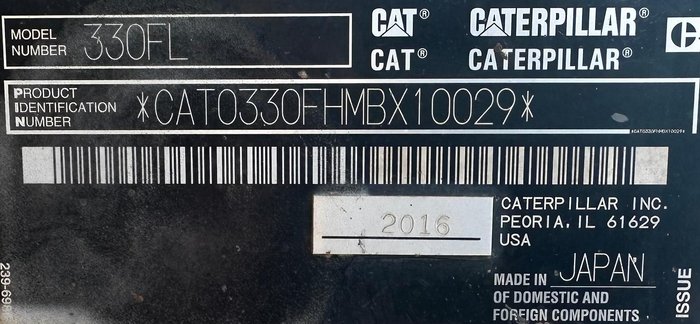 MODEL NUMBER 330FL
CAT® CATERPILLAR®
CAT® CATERPILLAR®
PRODUCT IDENTIFICATION NUMBER *CAT0330FHMBX10029*
*CAT0330FHMBX10029*
2016
CATERPILLAR INC.
PEORIA, IL 61629
USA
MADE IN JAPAN
OF DOMESTIC AND
FOREIGN COMPONENTS
ISSUE